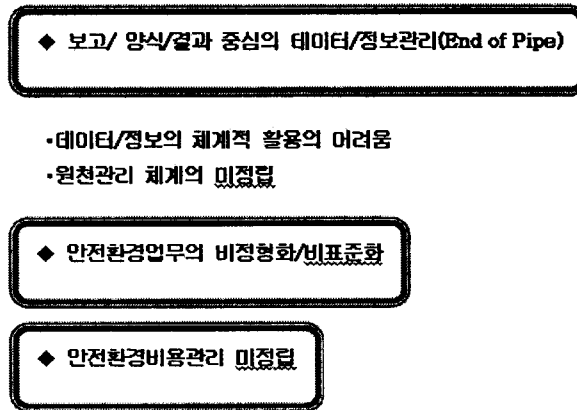 ◆ 보고/ 양식/결과 중심의 데이터/정보관리(End of Pipe)
·데이터/정보의 체계적 활용의 어려움
·원천관리 체계의 미정립
◆ 안전환경업무의 비정형화/비표준화
◆ 안전환경비용관리 미정립